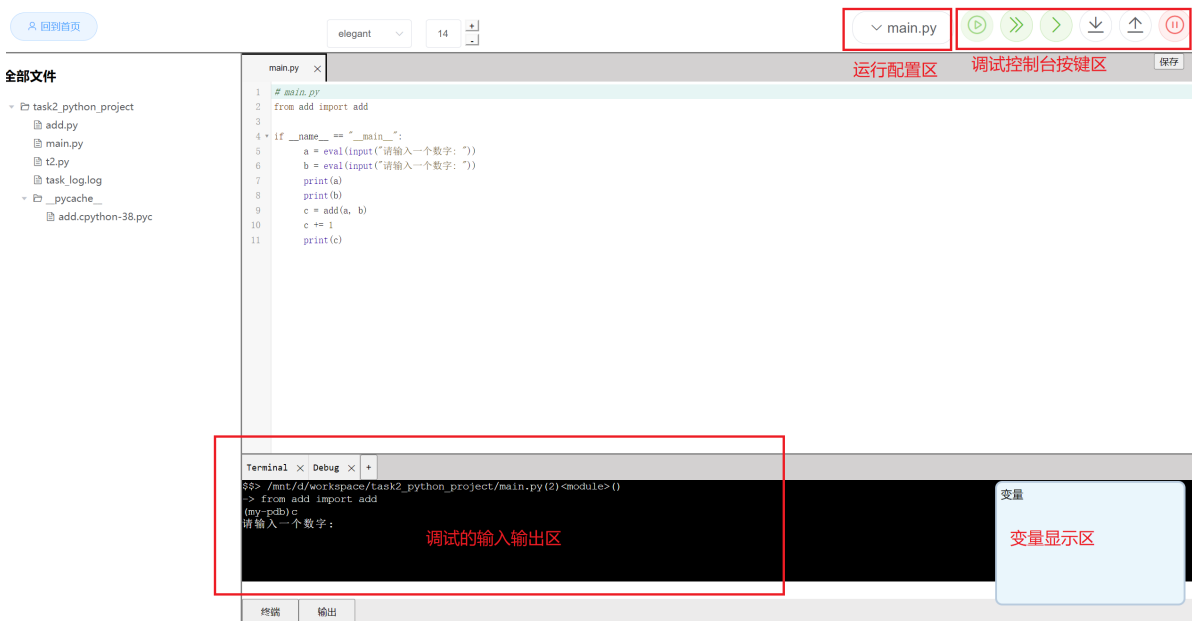 回到首页
elegant
14
+
-
main.py
运行配置区
调试控制台按键区
保存
全部文件
task2_python_project
add.py
main.py
t2.py
task_log.log
__pycache__
add.cpython-38.pyc
main.py
1 # main.py
2 from add import add
3
4 if __name__ == "__main__":
5 a = eval(input("请输入一个数字: "))
6 b = eval(input("请输入一个数字: "))
7 print(a)
8 print(b)
9 c = add(a, b)
10 c += 1
11 print(c)
Terminal Debug +
$$> /mnt/d/workspace/task2_python_project/main.py(2)<module>()
-> from add import add
(my-pdb)c
请输入一个数字:
调试的输入输出区
变量
变量显示区
终端 输出